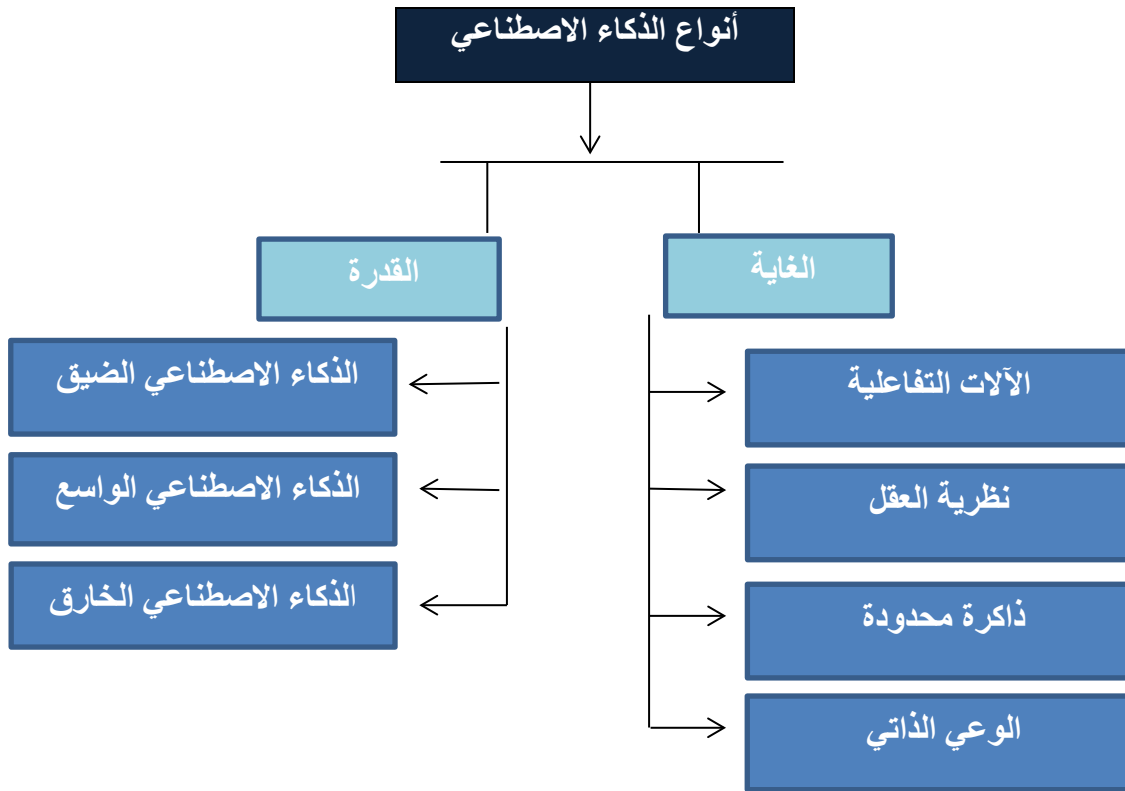 أنواع الذكاء الاصطناعي
الغاية
القدرة
الآلات التفاعلية
نظرية العقل
ذاكرة محدودة
الوعي الذاتي
الذكاء الاصطناعي الضيق
الذكاء الاصطناعي الواسع
الذكاء الاصطناعي الخارق